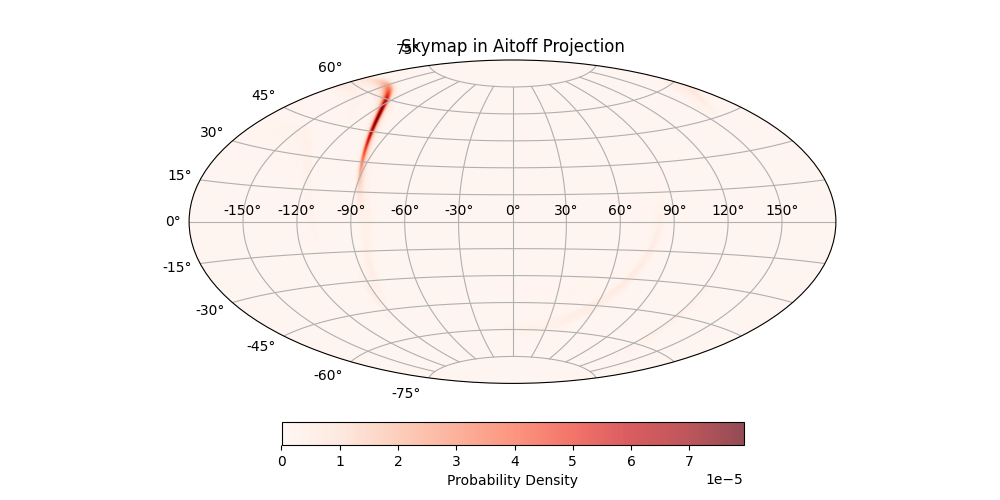 75°
Skymap in Aitoff Projection
60°
45°
30°
15°
-150° -120° -90° -60° -30° 0° 30° 60° 90° 120° 150°
0°
-15°
-30°
-45°
-60°
-75°
0 1 2 3 4 5 6 7
1e−5
Probability Density